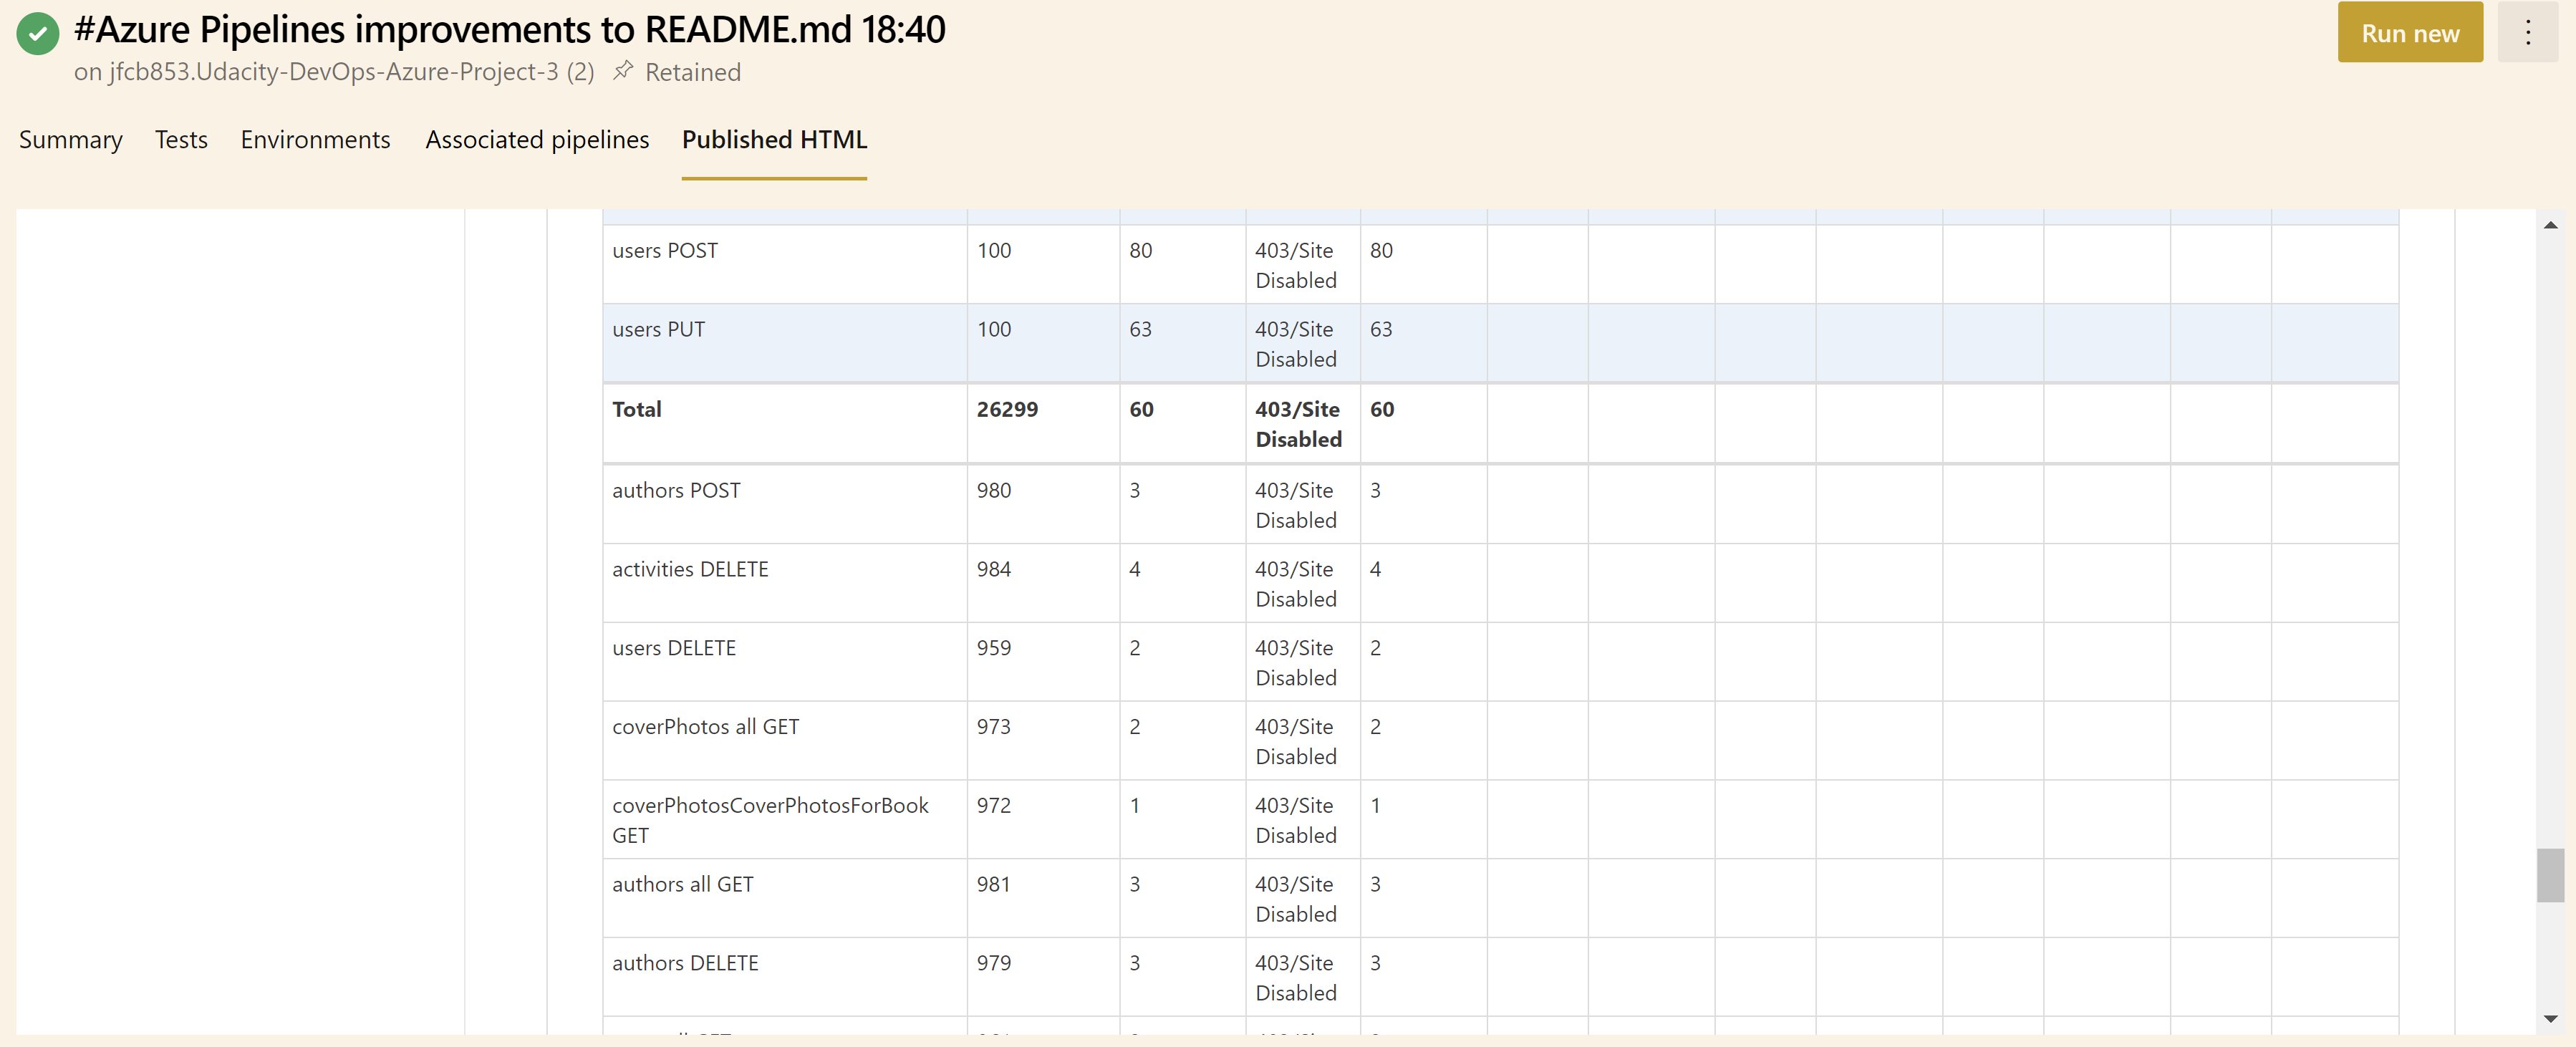 #Azure Pipelines improvements to README.md 18:40
Run new
on jfcb853.Udacity-DevOps-Azure-Project-3 (2) Retained
Summary Tests Environments Associated pipelines Published HTML
users POST 100 80 403/Site Disabled 80
users PUT 100 63 403/Site Disabled 63
Total 26299 60 403/Site Disabled 60
authors POST 980 3 403/Site Disabled 3
activities DELETE 984 4 403/Site Disabled 4
users DELETE 959 2 403/Site Disabled 2
coverPhotos all GET 973 2 403/Site Disabled 2
coverPhotosCoverPhotosForBook GET 972 1 403/Site Disabled 1
authors all GET 981 3 403/Site Disabled 3
authors DELETE 979 3 403/Site Disabled 3